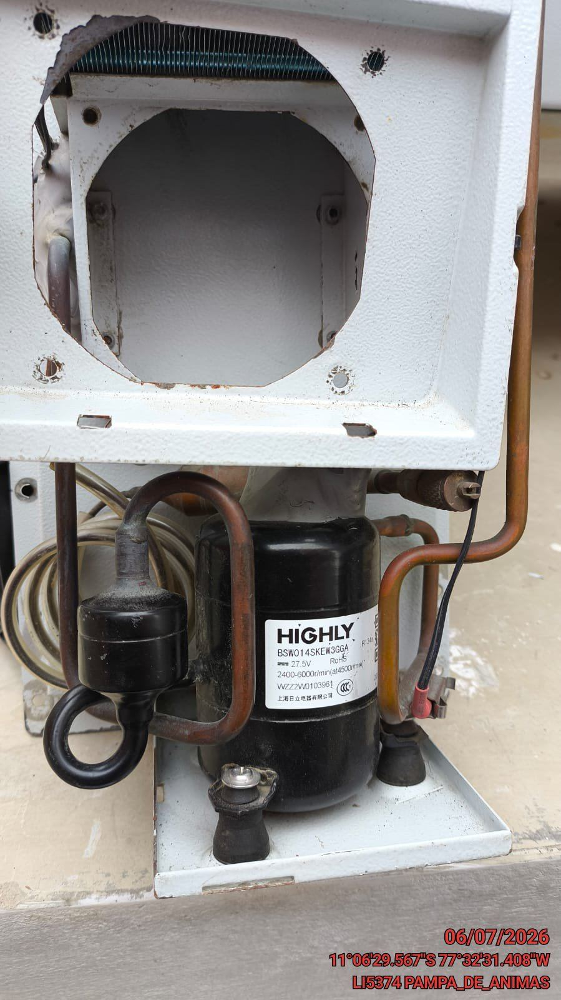 HIGHLY
BSW014SKEW3GGA
R134a
⎓ 27.5V RoHS
2400-6000r/min(at4500r/min)
WZZ2W0103961 CCC
上海日立电器有限公司
06/07/2026
11°06'29.567"S 77°32'31.408"W
LI5374 PAMPA_DE_ANIMAS